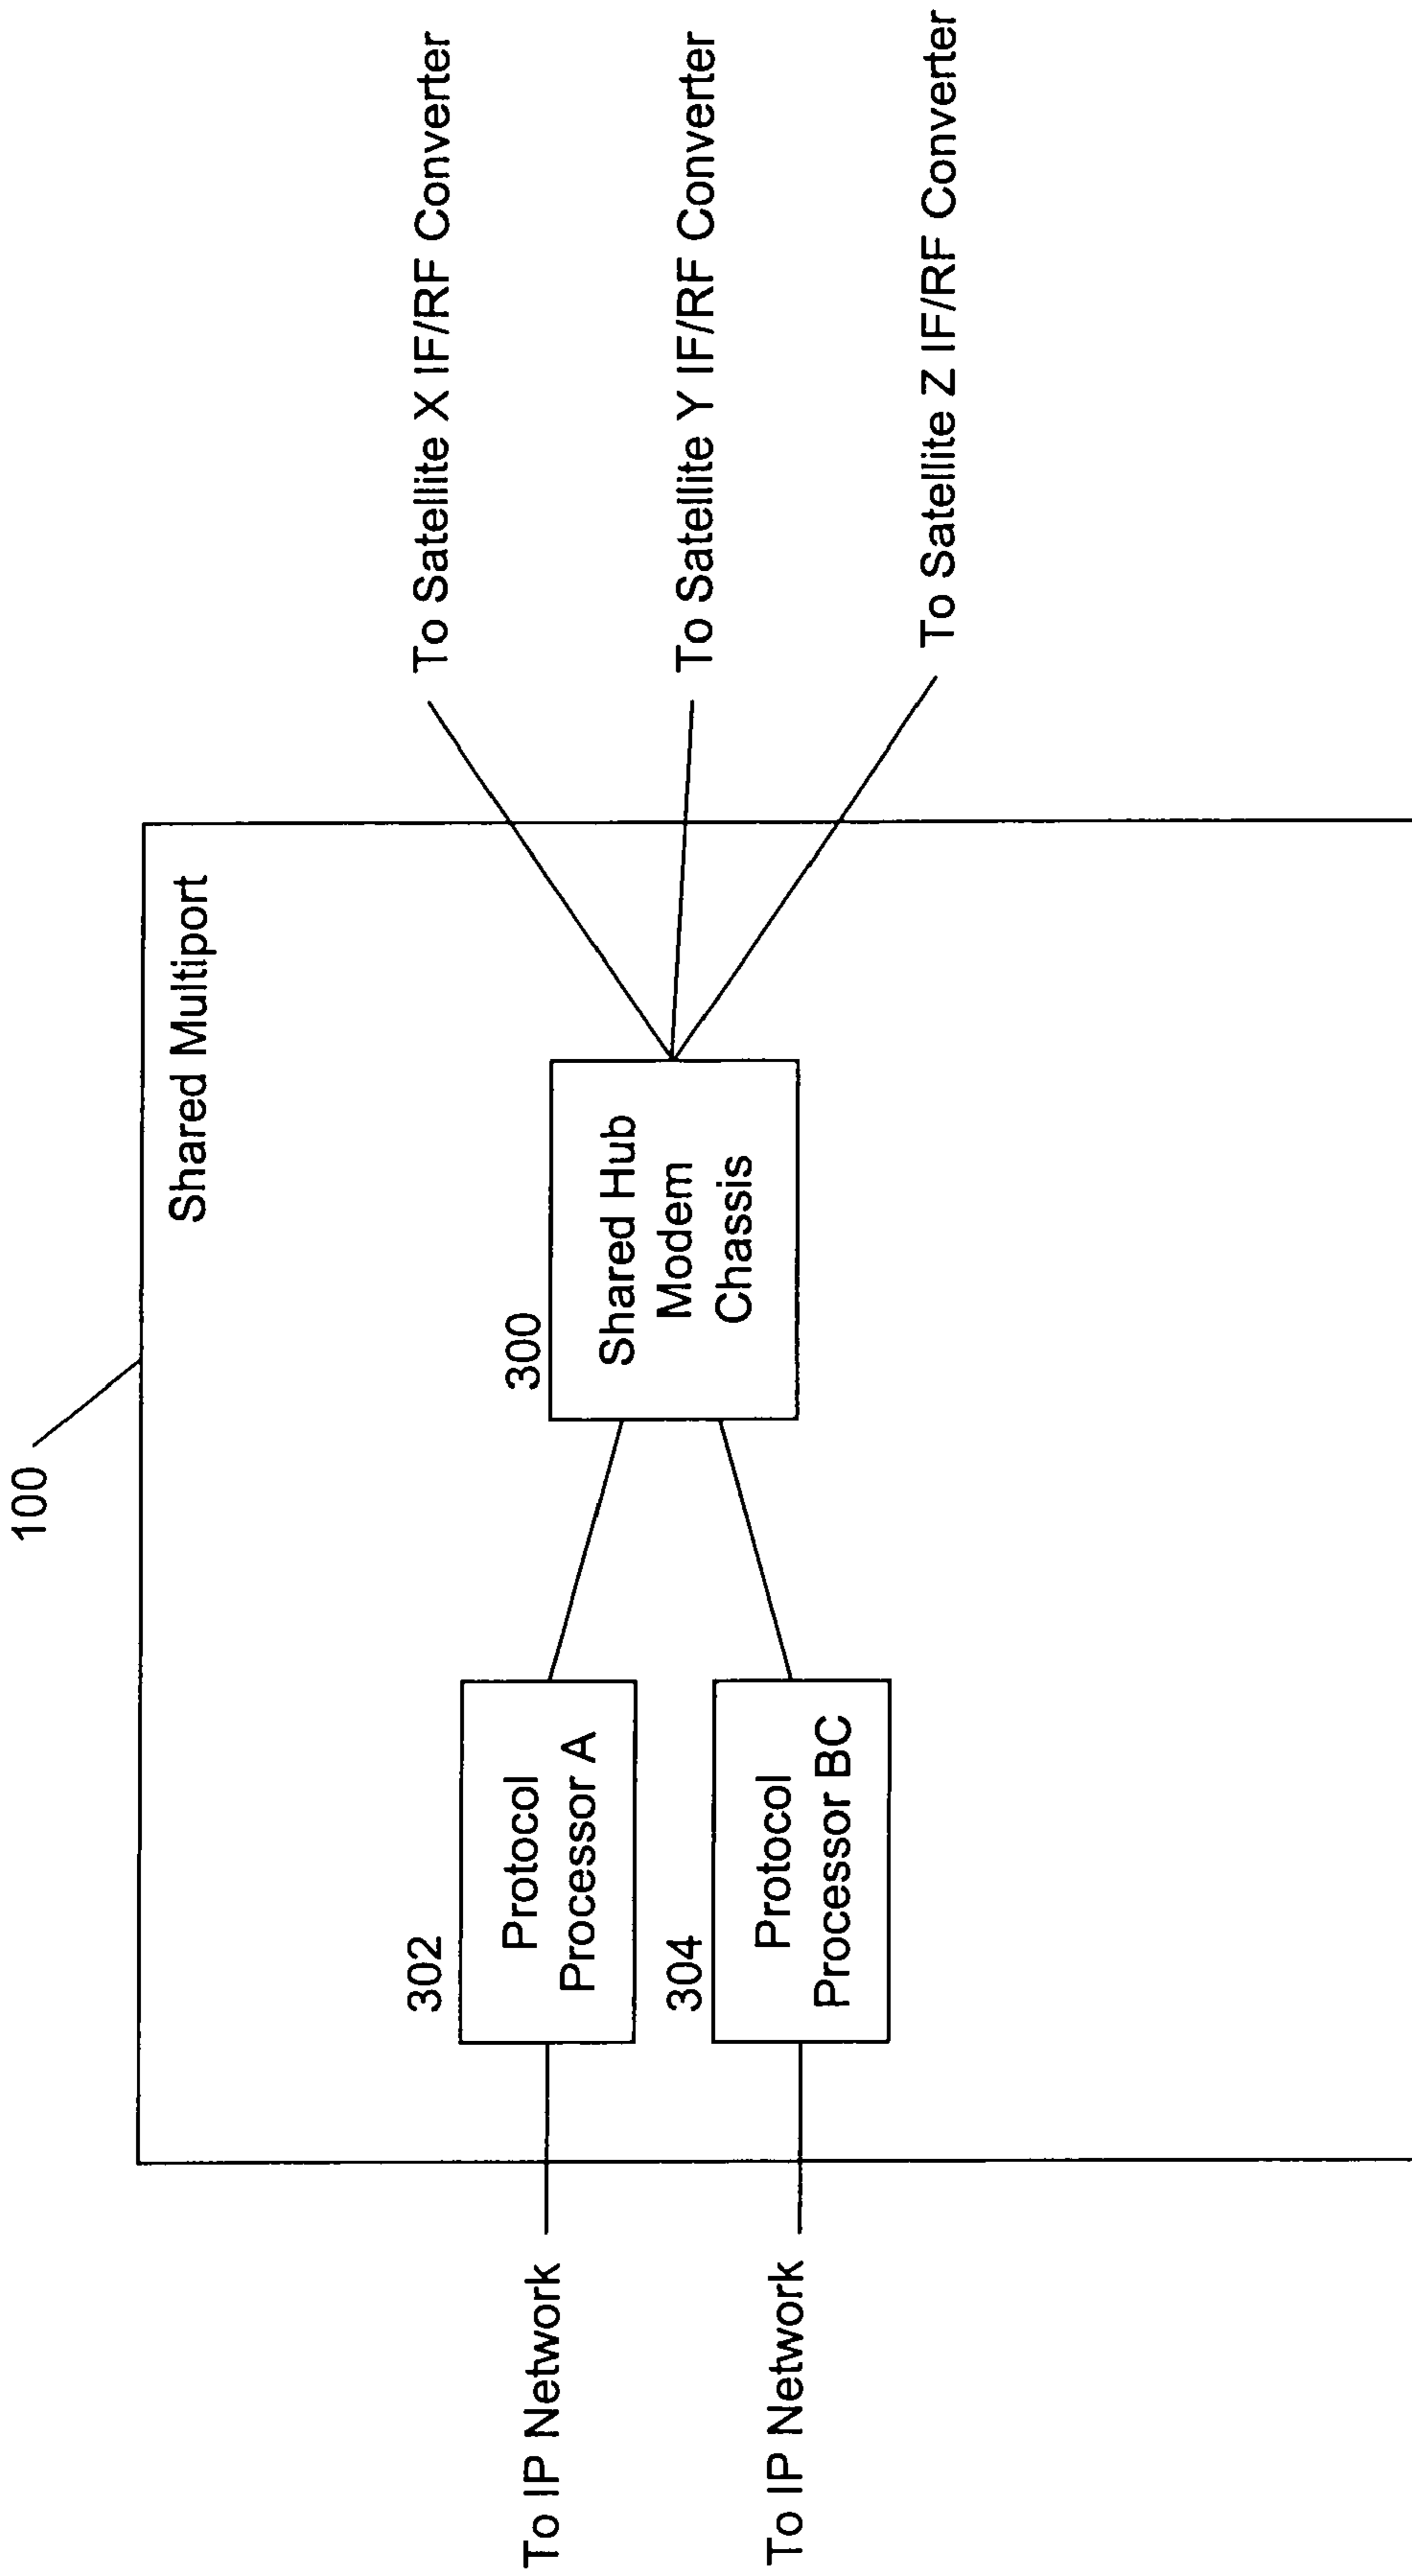 100
Shared Multiport
To Satellite X IF/RF Converter
To Satellite Y IF/RF Converter
To Satellite Z IF/RF Converter
300
Shared Hub
Modem
Chassis
302
Protocol
Processor A
304
Protocol
Processor BC
To IP Network
To IP Network